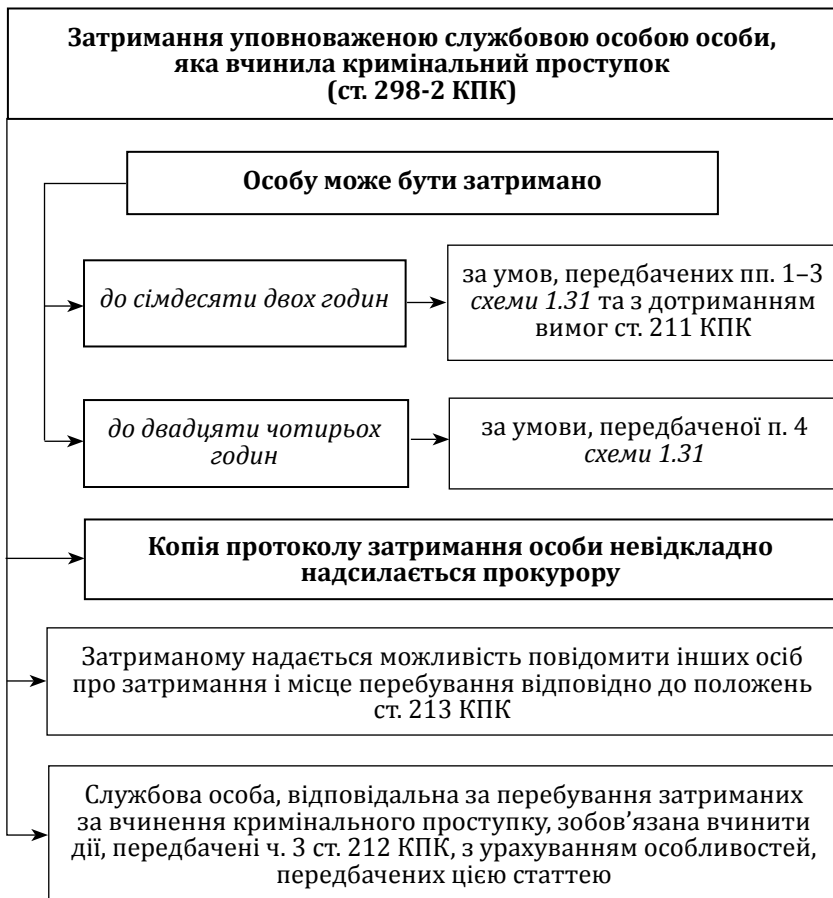 Затримання уповноваженою службовою особою особи,
яка вчинила кримінальний проступок
(ст. 298-2 КПК)
Особу може бути затримано
до сімдесяти двох годин
за умов, передбачених пп. 1–3
схеми 1.31 та з дотриманням
вимог ст. 211 КПК
до двадцяти чотирьох
годин
за умови, передбаченої п. 4
схеми 1.31
Копія протоколу затримання особи невідкладно
надсилається прокурору
Затриманому надається можливість повідомити інших осіб
про затримання і місце перебування відповідно до положень
ст. 213 КПК
Службова особа, відповідальна за перебування затриманих
за вчинення кримінального проступку, зобов’язана вчинити
дії, передбачені ч. 3 ст. 212 КПК, з урахуванням особливостей,
передбачених цією статтею